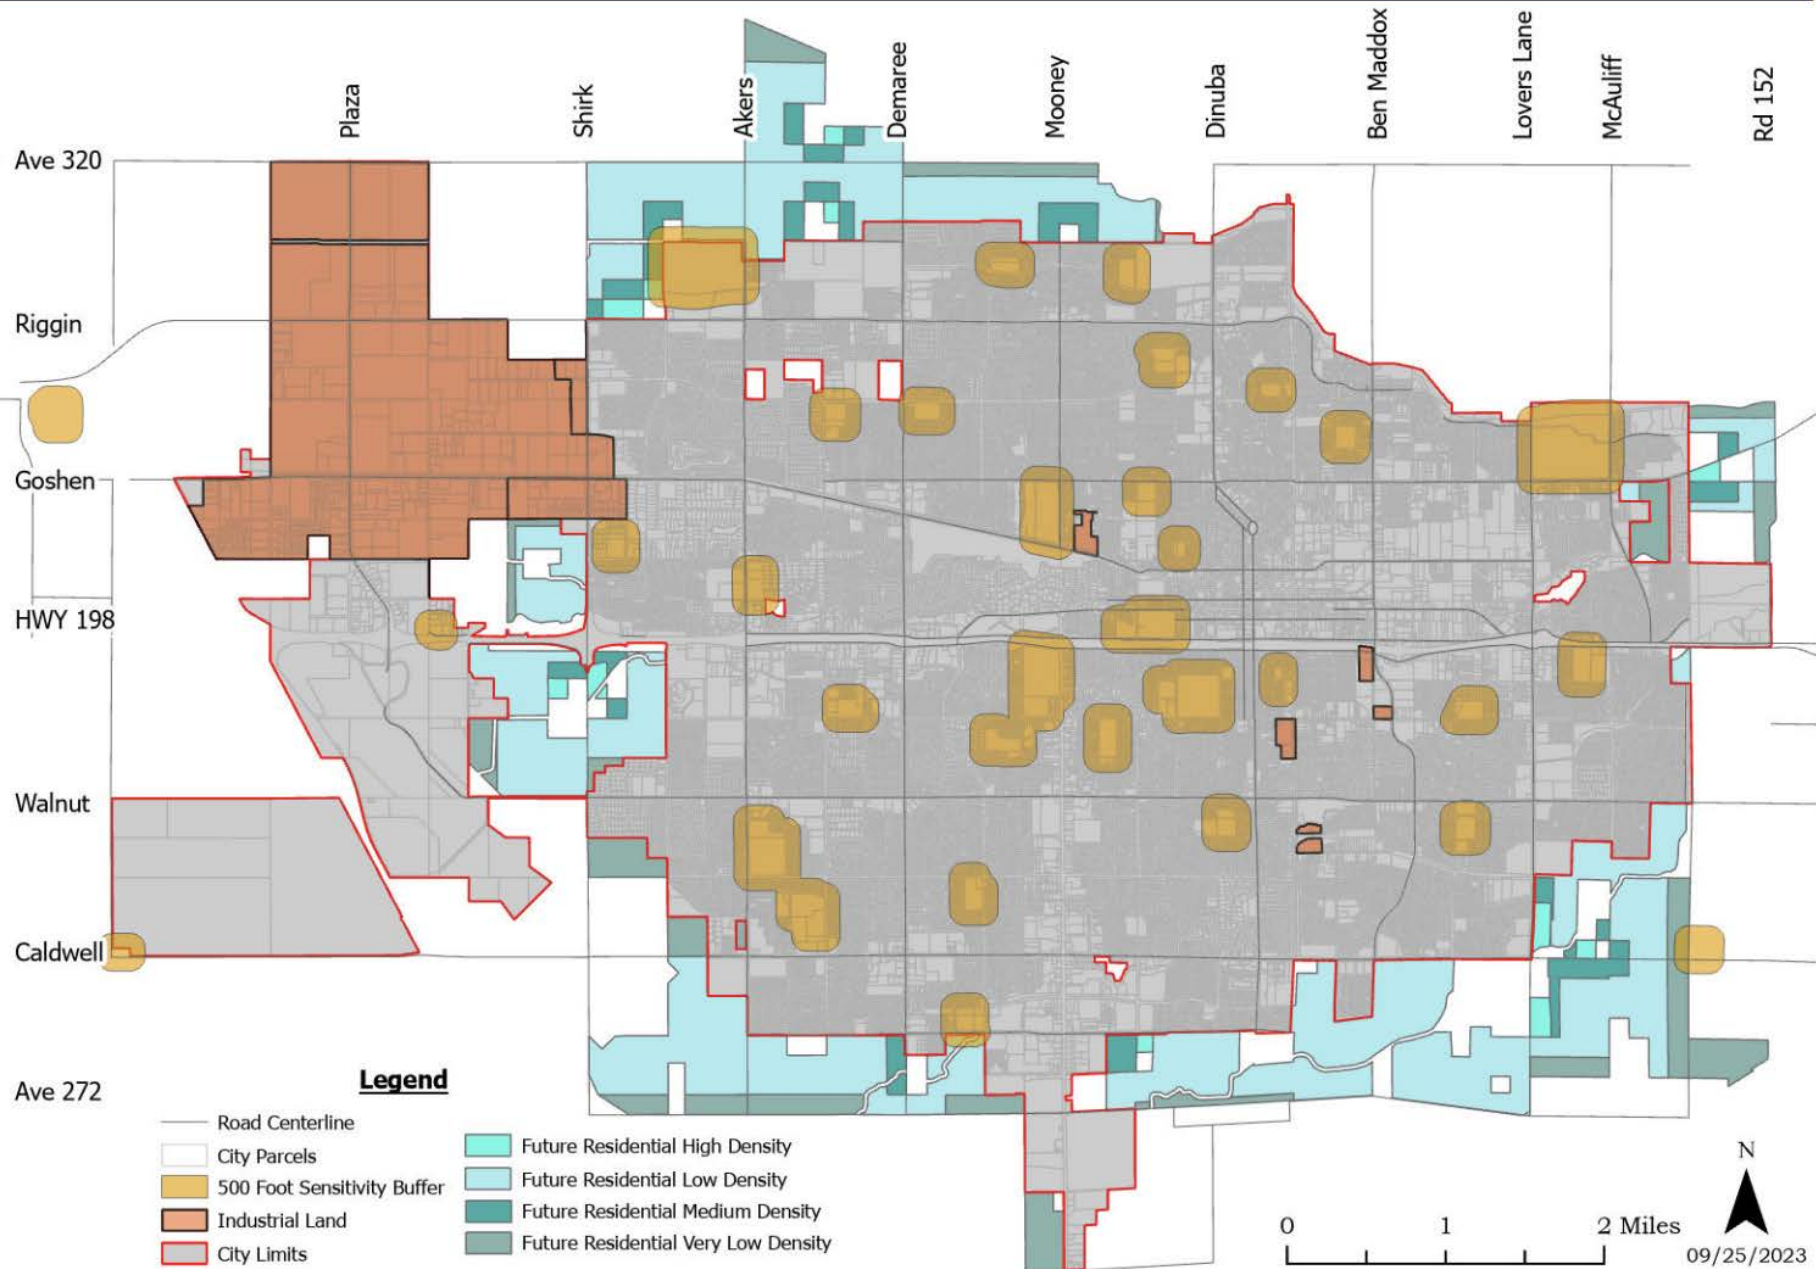 Plaza
Shirk
Akers
Demaree
Mooney
Dinuba
Ben Maddox
Lovers Lane
McAuliff
Rd 152
Ave 320
Riggin
Goshen
HWY 198
Walnut
Caldwell
Ave 272
Legend
Road Centerline
City Parcels
500 Foot Sensitivity Buffer
Industrial Land
City Limits
Future Residential High Density
Future Residential Low Density
Future Residential Medium Density
Future Residential Very Low Density
0 1 2 Miles
N
09/25/2023